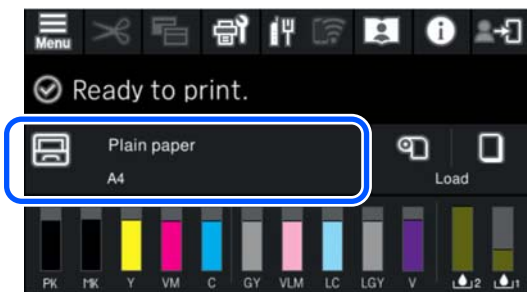 Menu
Ready to print.
Plain paper
A4
Load
PK MK Y VM C GY VLM LC LGY V 2 1